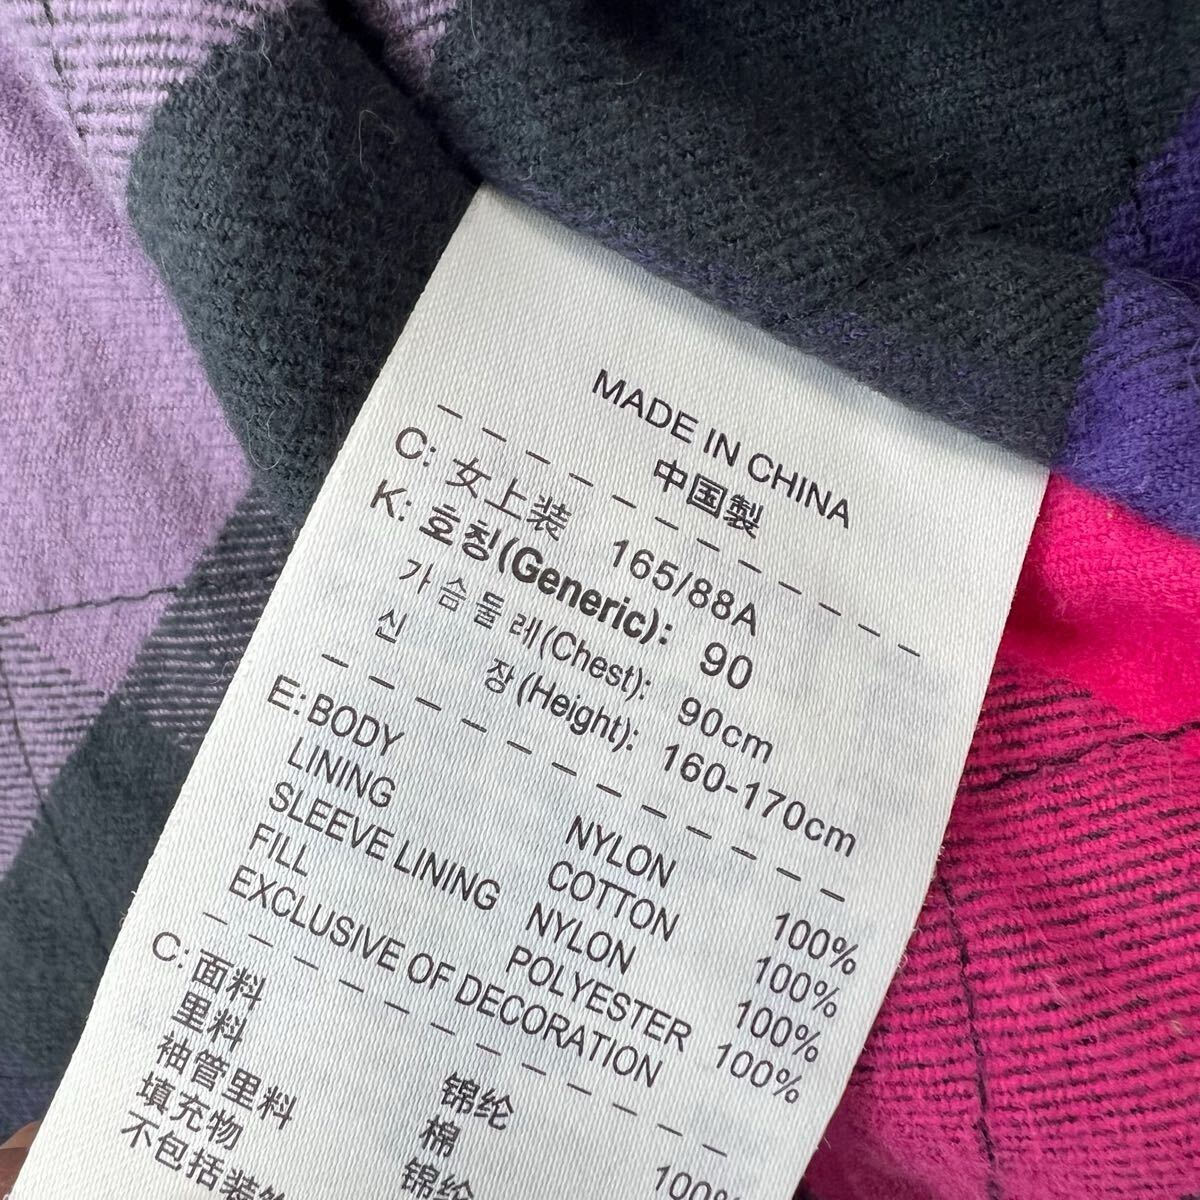 MADE IN CHINA
中国製
C: 女上装 165/88A
K: 호칭(Generic): 90
가슴둘레(Chest): 90cm
신 장(Height): 160-170cm
E: BODY NYLON 100%
LINING COTTON 100%
SLEEVE LINING NYLON 100%
FILL POLYESTER 100%
EXCLUSIVE OF DECORATION
C: 面料 锦纶 100%
里料 棉
袖管里料 锦纶
填充物
不包括装饰